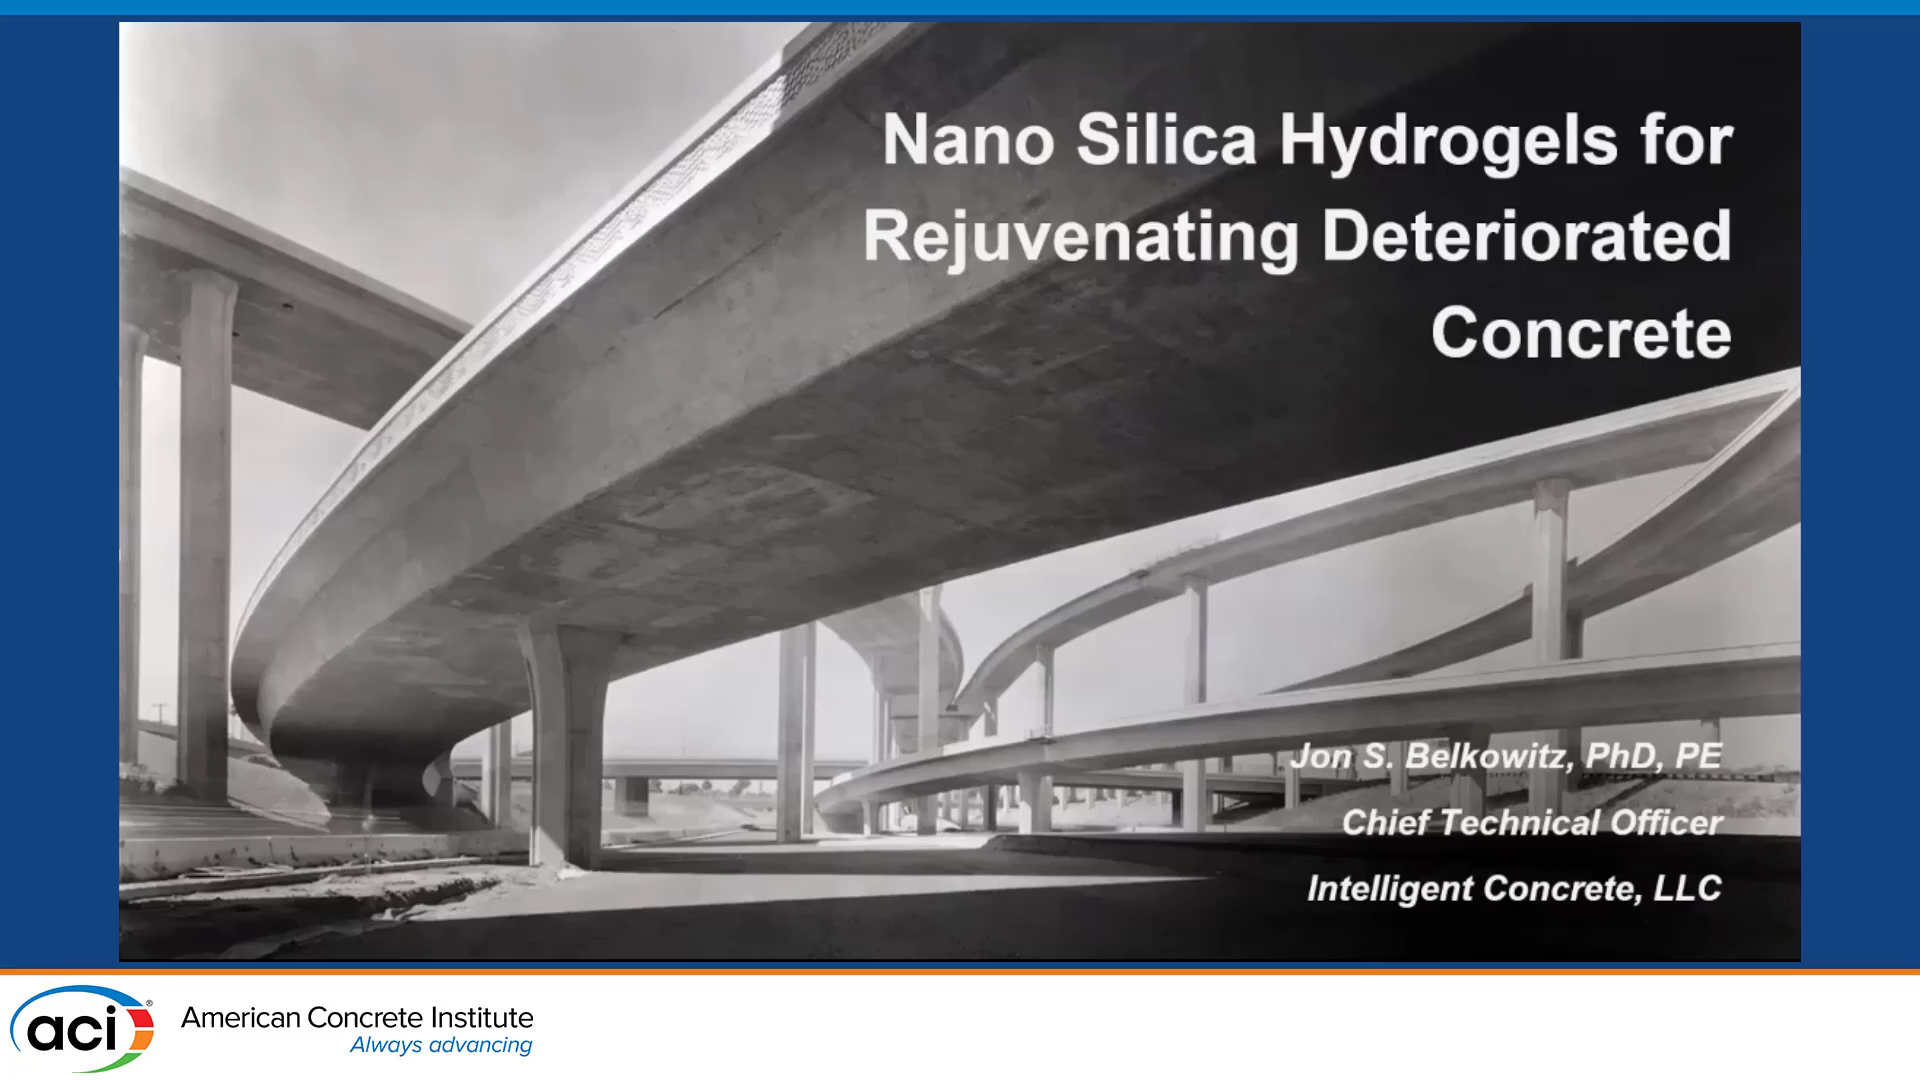 Nano Silica Hydrogels for
Rejuvenating Deteriorated
Concrete
Jon S. Belkowitz, PhD, PE
Chief Technical Officer
Intelligent Concrete, LLC
aci®
American Concrete Institute
Always advancing